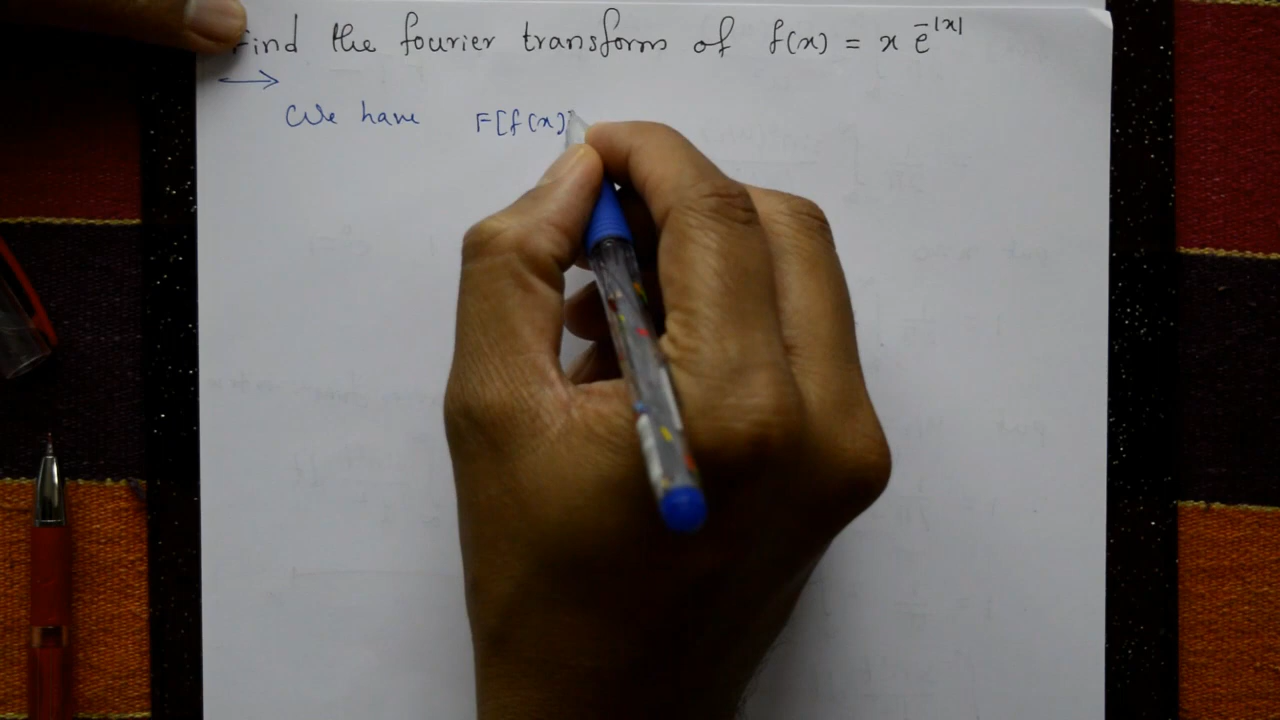 Find the fourier transform of f(x) = x e^{-|x|}
We have F[f(x)]